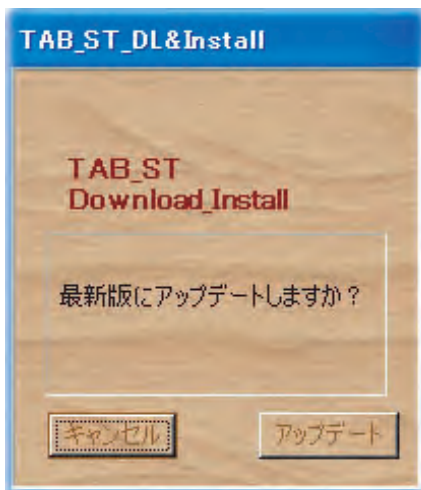 TAB_ST_DL&Install
TAB_ST
Download_Install
最新版にアップデートしますか？
キャンセル
アップデート